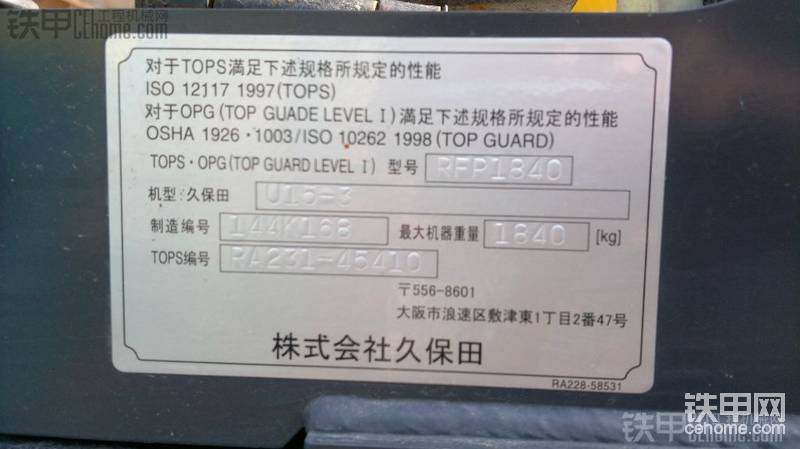 铁甲 工程机械网
cehome.com
对于TOPS满足下述规格所规定的性能
ISO 12117 1997(TOPS)
对于OPG(TOP GUADE LEVEL I)满足下述规格所规定的性能
OSHA 1926・1003/ISO 10262 1998(TOP GUARD)
TOPS・OPG(TOP GUARD LEVEL I) 型号 RFP1840
机型:久保田 U15-3
制造编号 144K168 最大机器重量 1840 [kg]
TOPS编号 RA231-45410
〒556-8601
大阪市浪速区敷津東1丁目2番47号
株式会社久保田
RA228-58531
铁甲网
cehome.com